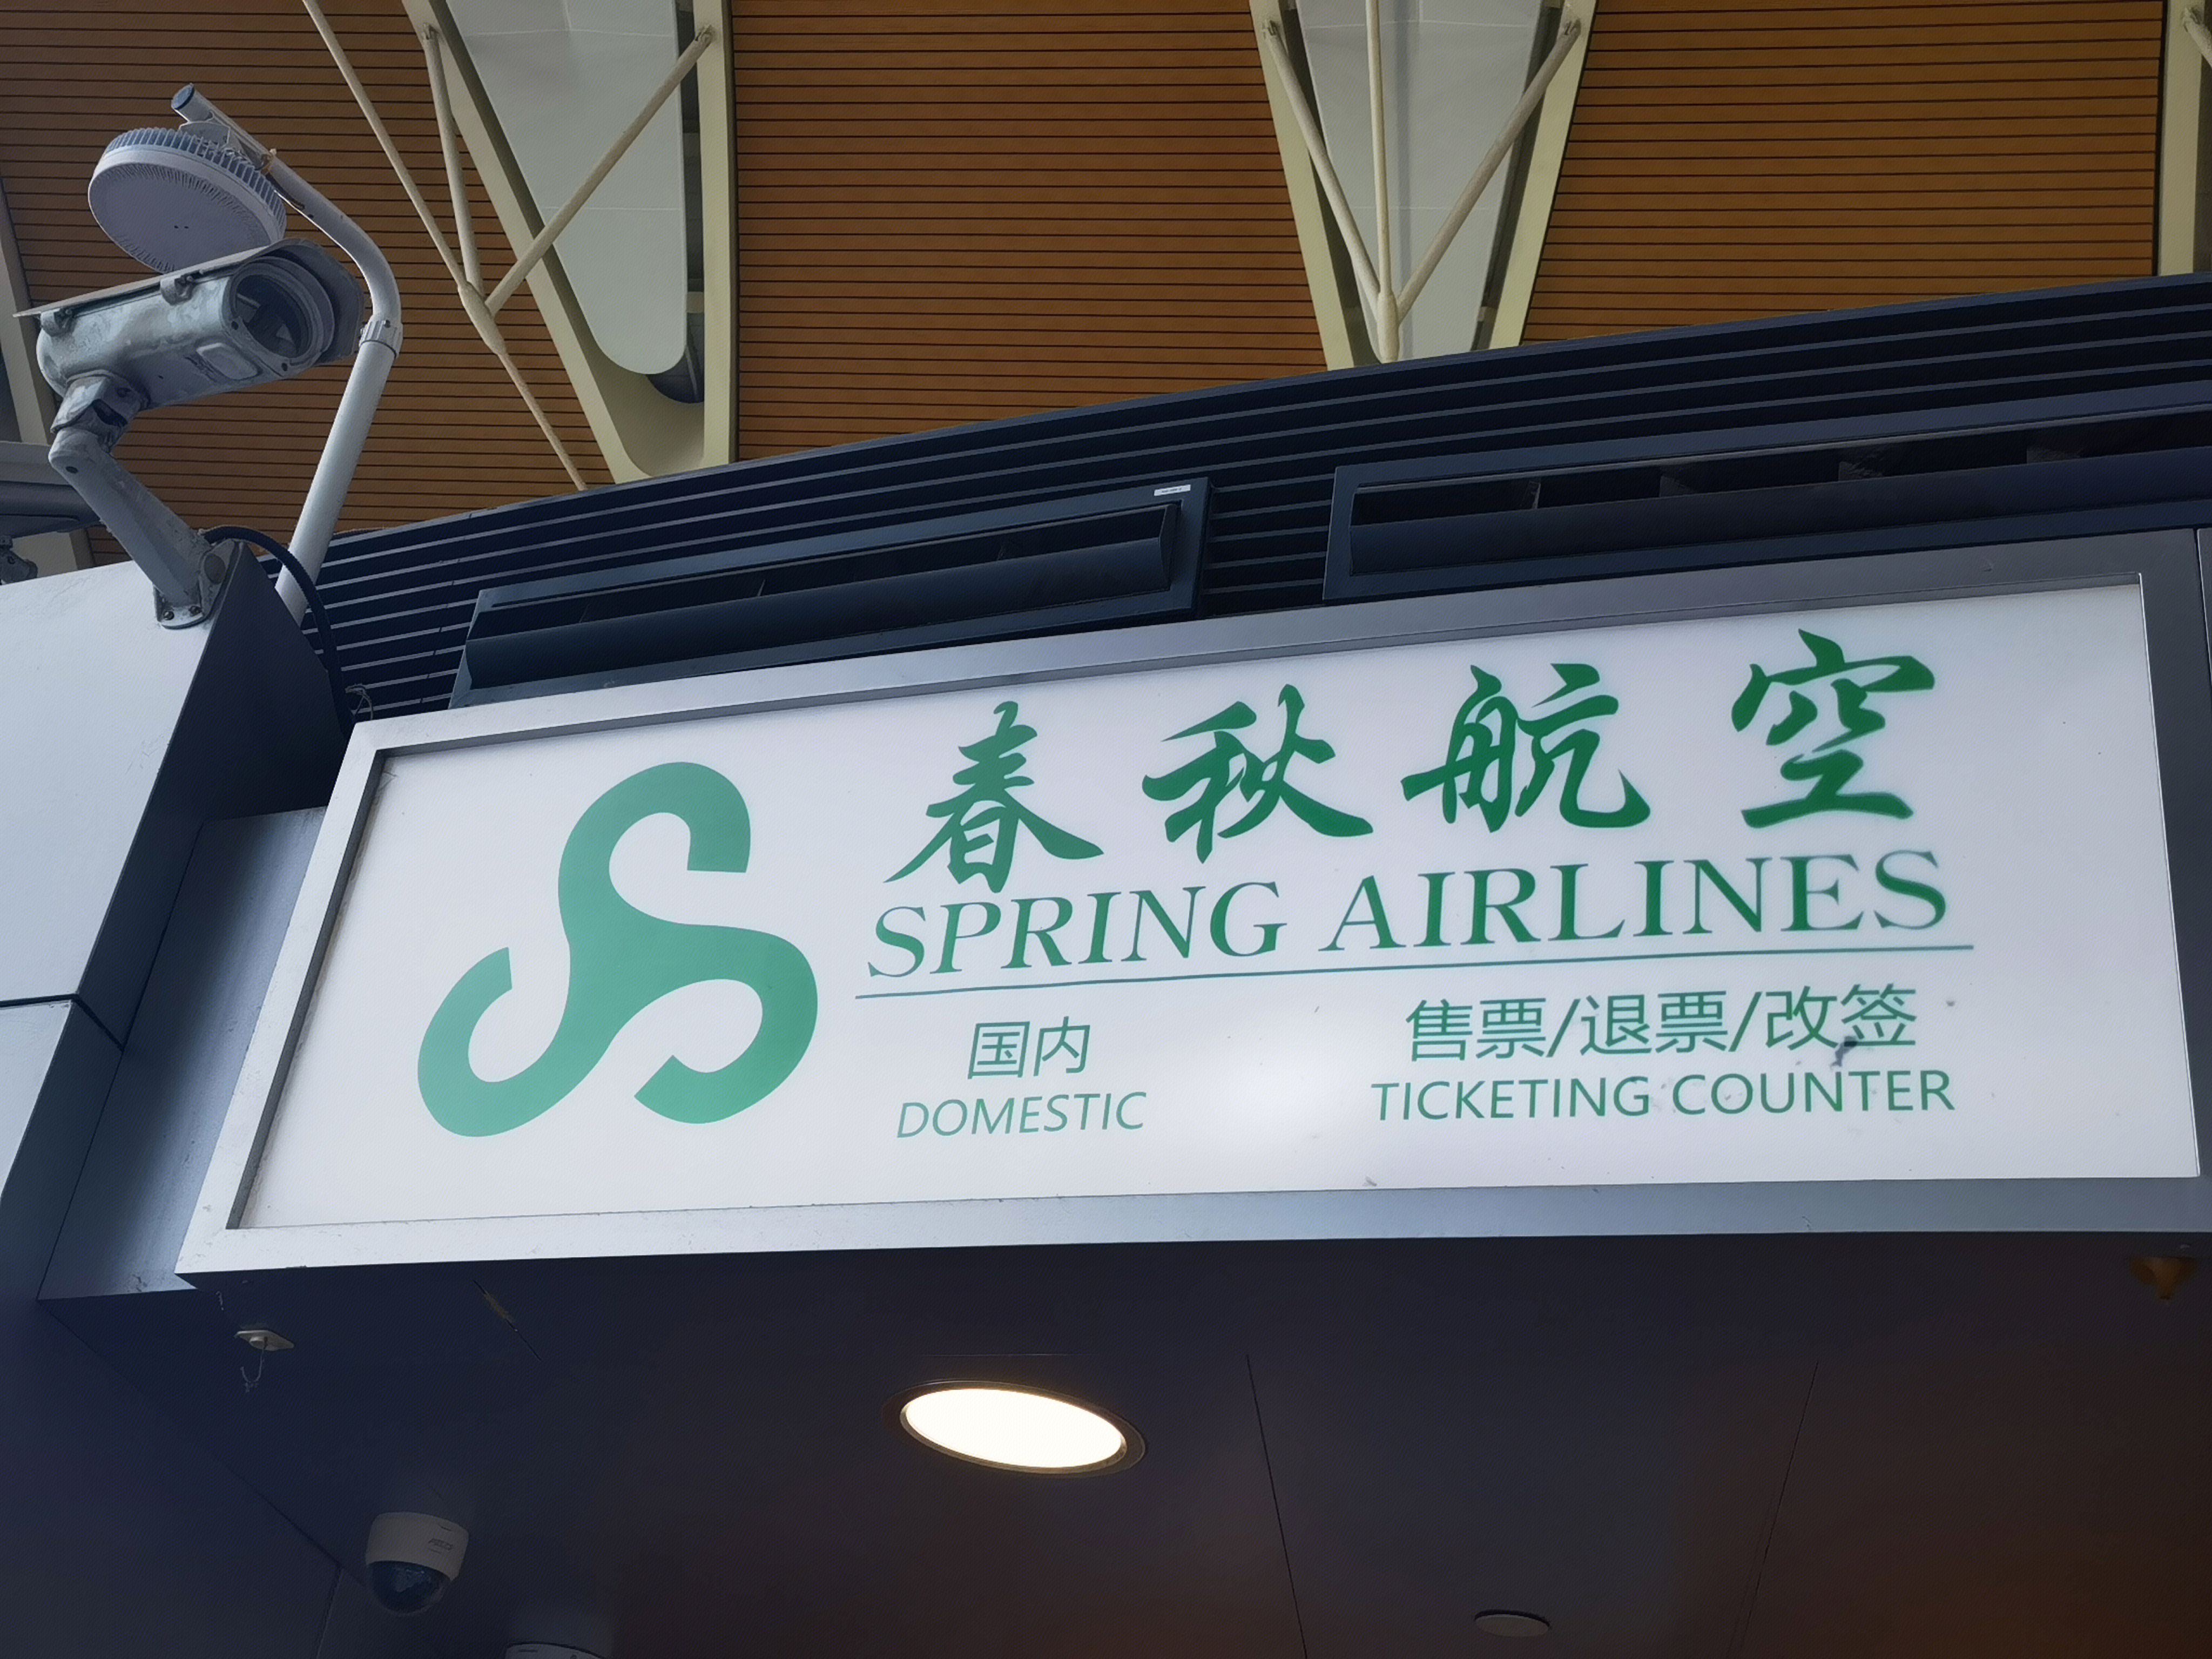 春秋航空
SPRING AIRLINES
国内
DOMESTIC
售票/退票/改签
TICKETING COUNTER